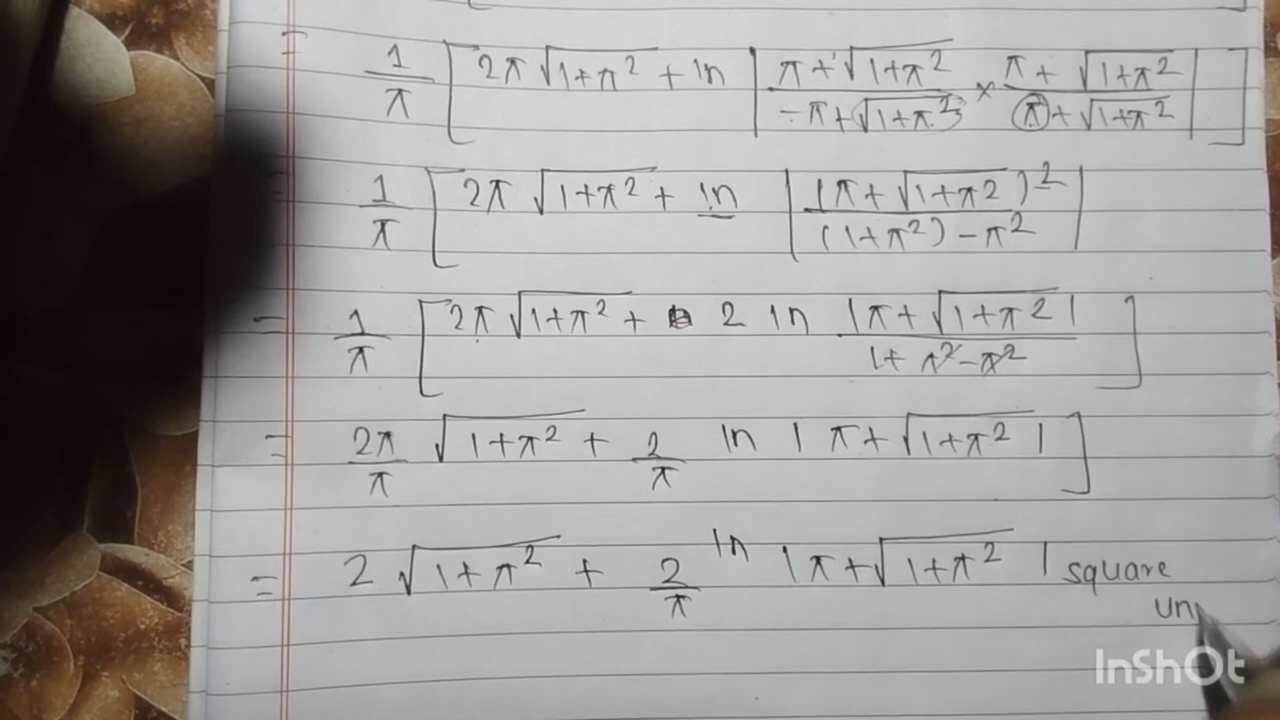 = 1/π [ 2π √(1+π²) + ln | (π + √(1+π²)) / (-π + √(1+π²)) × (π + √(1+π²)) / (π + √(1+π²)) | ]
= 1/π [ 2π √(1+π²) + ln | (π + √(1+π²))² / ((1+π²) - π²) |
= 1/π [ 2π √(1+π²) + 2 ln |π + √(1+π²)| / (1 + π² - π²) ]
= 2π/π √(1+π²) + 2/π ln | π + √(1+π²) | ]
= 2 √(1+π²) + 2/π ln | π + √(1+π²) | square
un
InShOt